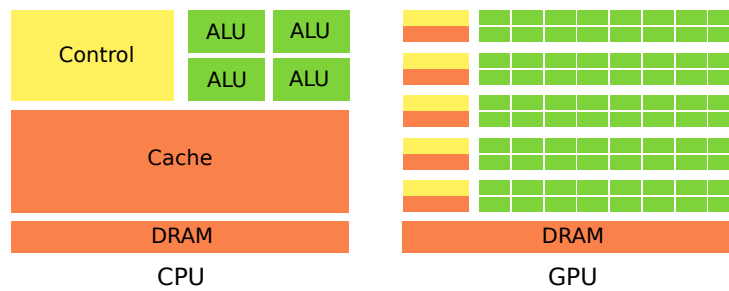 Control
ALU
ALU
ALU
ALU
Cache
DRAM
CPU
DRAM
GPU